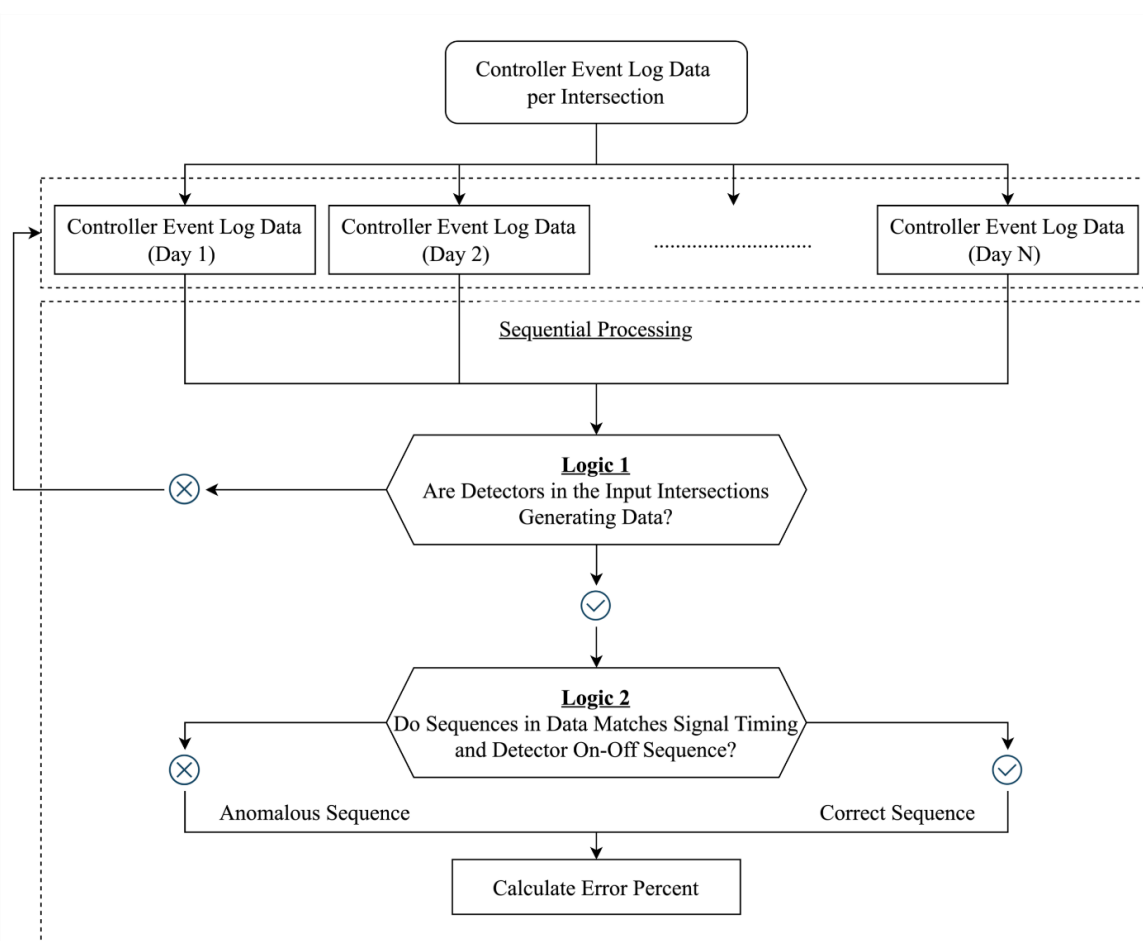 Controller Event Log Data
per Intersection
Controller Event Log Data
(Day 1)
Controller Event Log Data
(Day 2)
..............................
Controller Event Log Data
(Day N)
Sequential Processing
Logic 1
Are Detectors in the Input Intersections
Generating Data?
Logic 2
Do Sequences in Data Matches Signal Timing
and Detector On-Off Sequence?
Anomalous Sequence
Correct Sequence
Calculate Error Percent